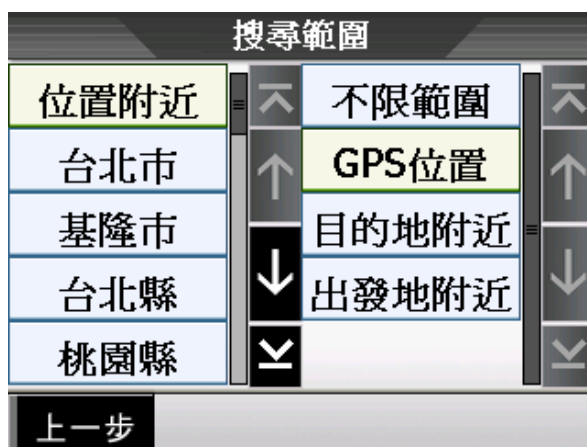 搜尋範圍
位置附近
台北市
基隆市
台北縣
桃園縣
不限範圍
GPS位置
目的地附近
出發地附近
上一步